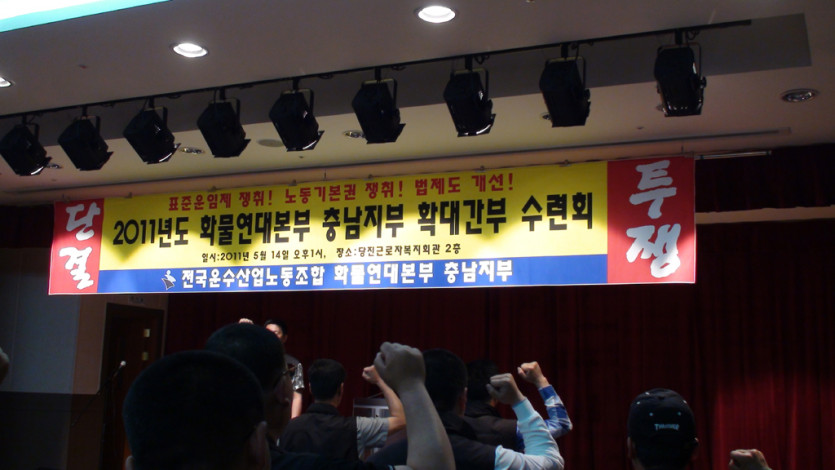 단결
표준운임제 쟁취! 노동기본권 쟁취! 법제도 개선!
2011년도 화물연대본부 충남지부 확대간부 수련회
일시:2011년 5월 14일 오후1시, 장소:당진근로자복지회관 2층
전국운수산업노동조합 화물연대본부 충남지부
투쟁
THRASHER